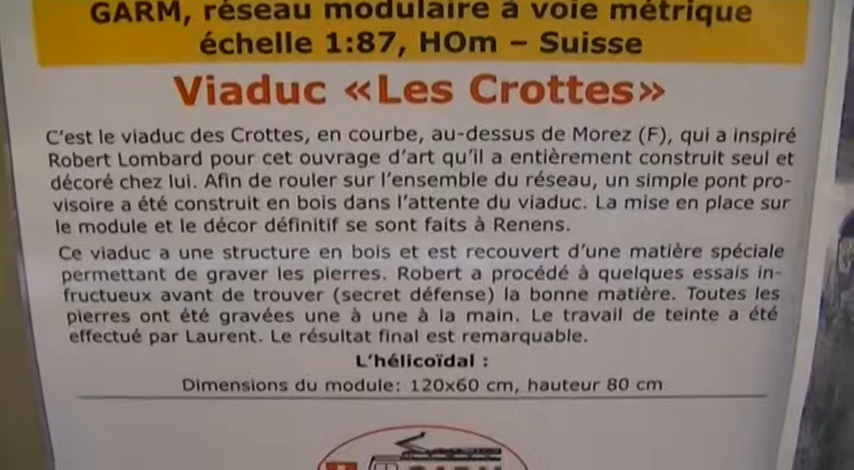 GARM, réseau modulaire à voie métrique
échelle 1:87, HOm – Suisse
Viaduc «Les Crottes»
C'est le viaduc des Crottes, en courbe, au-dessus de Morez (F), qui a inspiré
Robert Lombard pour cet ouvrage d'art qu'il a entièrement construit seul et
décoré chez lui. Afin de rouler sur l'ensemble du réseau, un simple pont pro-
visoire a été construit en bois dans l'attente du viaduc. La mise en place sur
le module et le décor définitif se sont faits à Renens.
Ce viaduc a une structure en bois et est recouvert d'une matière spéciale
permettant de graver les pierres. Robert a procédé à quelques essais in-
fructueux avant de trouver (secret défense) la bonne matière. Toutes les
pierres ont été gravées une à une à la main. Le travail de teinte a été
effectué par Laurent. Le résultat final est remarquable.
L'hélicoïdal :
Dimensions du module: 120x60 cm, hauteur 80 cm